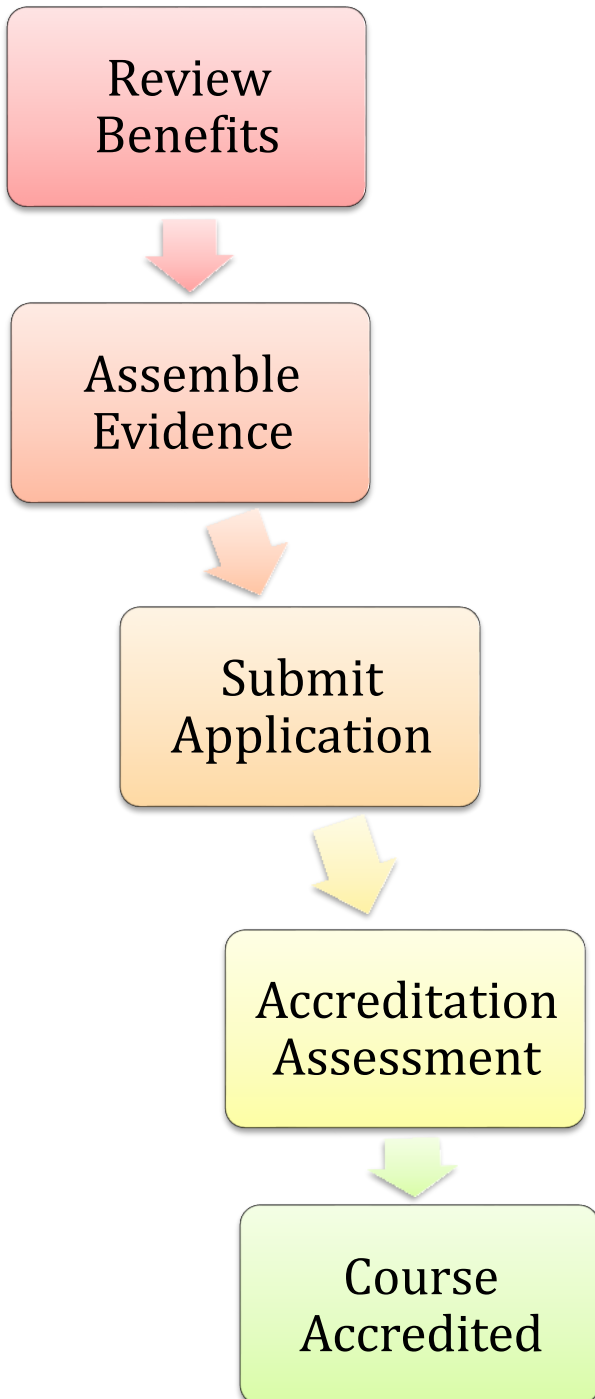 Review
Benefits
Assemble
Evidence
Submit
Application
Accreditation
Assessment
Course
Accredited